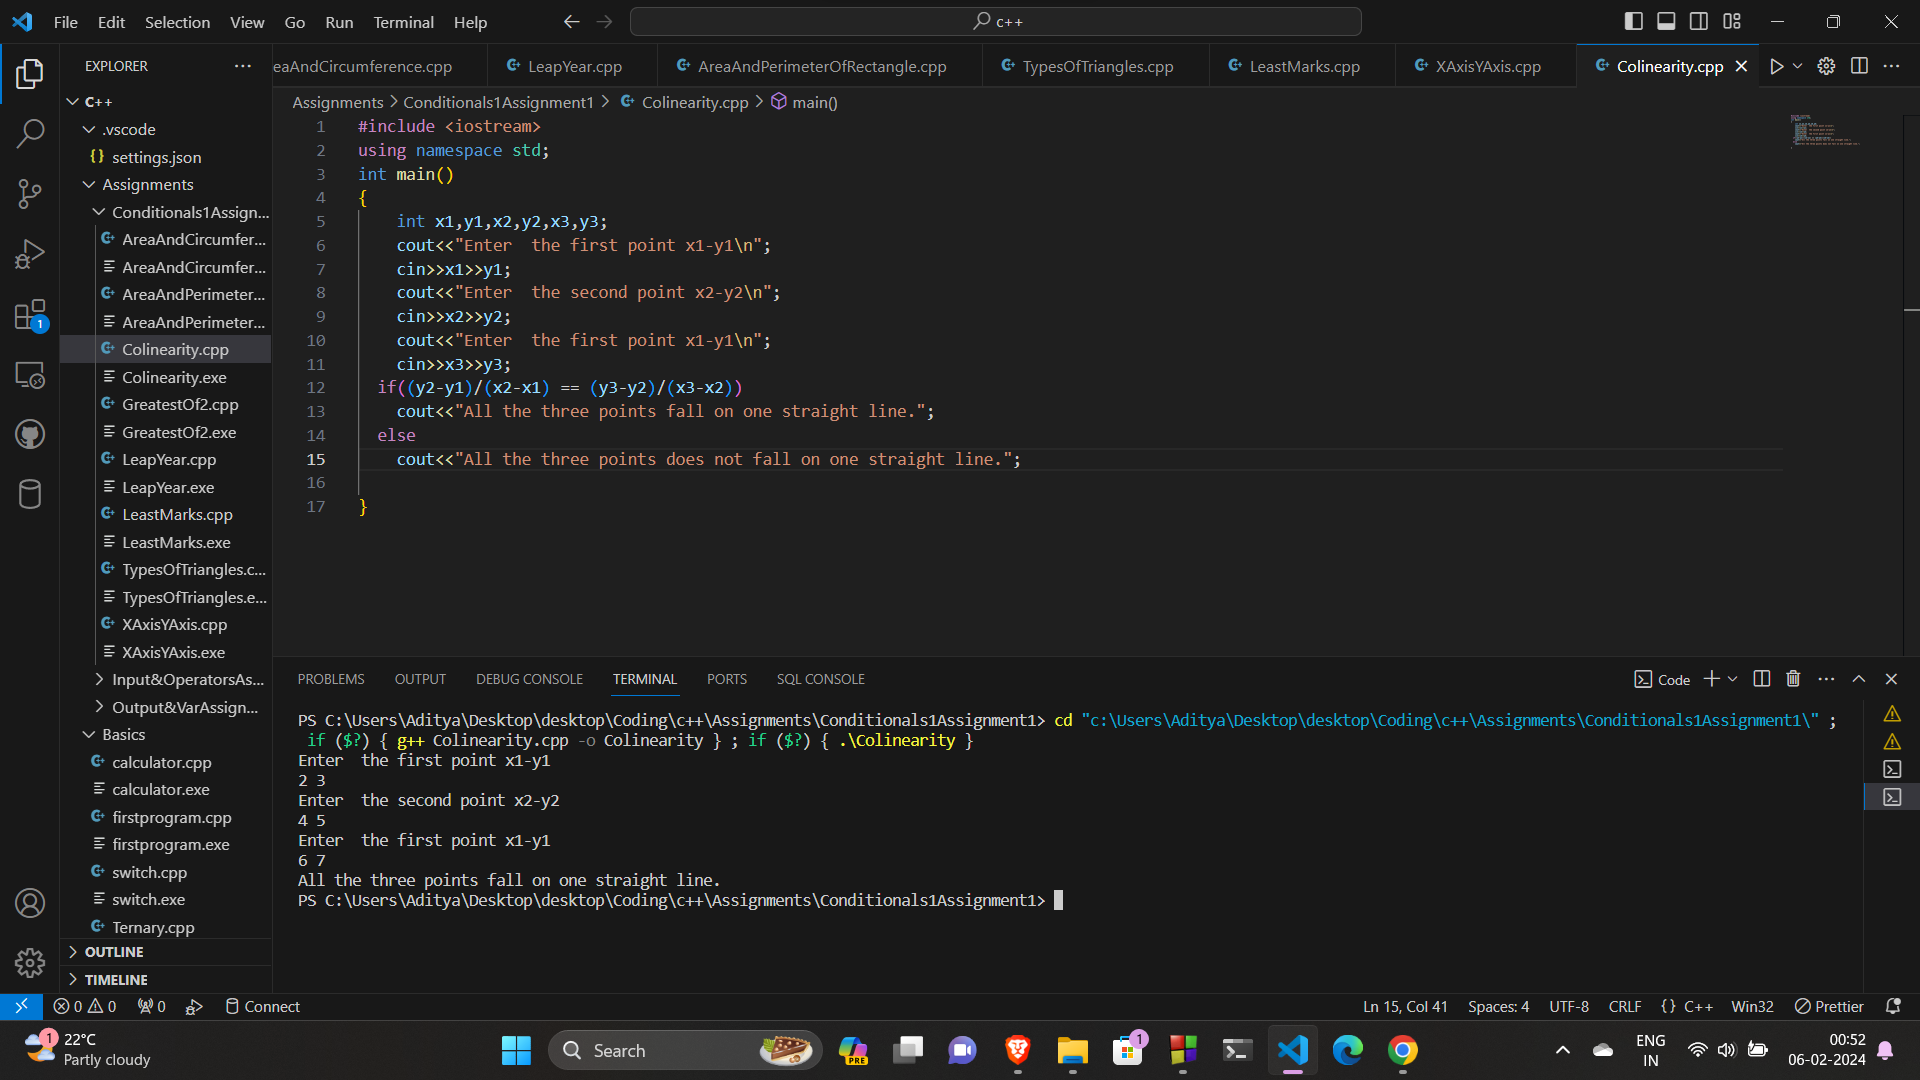 File Edit Selection View Go Run Terminal Help
c++
EXPLORER
eaAndCircumference.cpp LeapYear.cpp AreaAndPerimeterOfRectangle.cpp TypesOfTriangles.cpp LeastMarks.cpp XAxisYAxis.cpp Colinearity.cpp
Assignments > Conditionals1Assignment1 > Colinearity.cpp > main()
C++
.vscode
settings.json
Assignments
Conditionals1Assign...
AreaAndCircumfer...
AreaAndCircumfer...
AreaAndPerimeter...
AreaAndPerimeter...
Colinearity.cpp
Colinearity.exe
GreatestOf2.cpp
GreatestOf2.exe
LeapYear.cpp
LeapYear.exe
LeastMarks.cpp
LeastMarks.exe
TypesOfTriangles.c...
TypesOfTriangles.e...
XAxisYAxis.cpp
XAxisYAxis.exe
Input&OperatorsAs...
Output&VarAssign...
Basics
calculator.cpp
calculator.exe
firstprogram.cpp
firstprogram.exe
switch.cpp
switch.exe
Ternary.cpp
OUTLINE
TIMELINE
1
1 #include <iostream>
2 using namespace std;
3 int main()
4 {
5 int x1,y1,x2,y2,x3,y3;
6 cout<<"Enter  the first point x1-y1\n";
7 cin>>x1>>y1;
8 cout<<"Enter  the second point x2-y2\n";
9 cin>>x2>>y2;
10 cout<<"Enter  the first point x1-y1\n";
11 cin>>x3>>y3;
12 if((y2-y1)/(x2-x1) == (y3-y2)/(x3-x2))
13 cout<<"All the three points fall on one straight line.";
14 else
15 cout<<"All the three points does not fall on one straight line.";
16
17 }
PROBLEMS OUTPUT DEBUG CONSOLE TERMINAL PORTS SQL CONSOLE Code
PS C:\Users\Aditya\Desktop\desktop\Coding\c++\Assignments\Conditionals1Assignment1> cd "c:\Users\Aditya\Desktop\desktop\Coding\c++\Assignments\Conditionals1Assignment1\" ;
if ($?) { g++ Colinearity.cpp -o Colinearity } ; if ($?) { .\Colinearity }
Enter  the first point x1-y1
2 3
Enter  the second point x2-y2
4 5
Enter  the first point x1-y1
6 7
All the three points fall on one straight line.
PS C:\Users\Aditya\Desktop\desktop\Coding\c++\Assignments\Conditionals1Assignment1>
0 0 0 Connect Ln 15, Col 41 Spaces: 4 UTF-8 CRLF {} C++ Win32 Prettier
1 22°C
Partly cloudy
Search
PRE
1
ENG
IN
00:52
06-02-2024